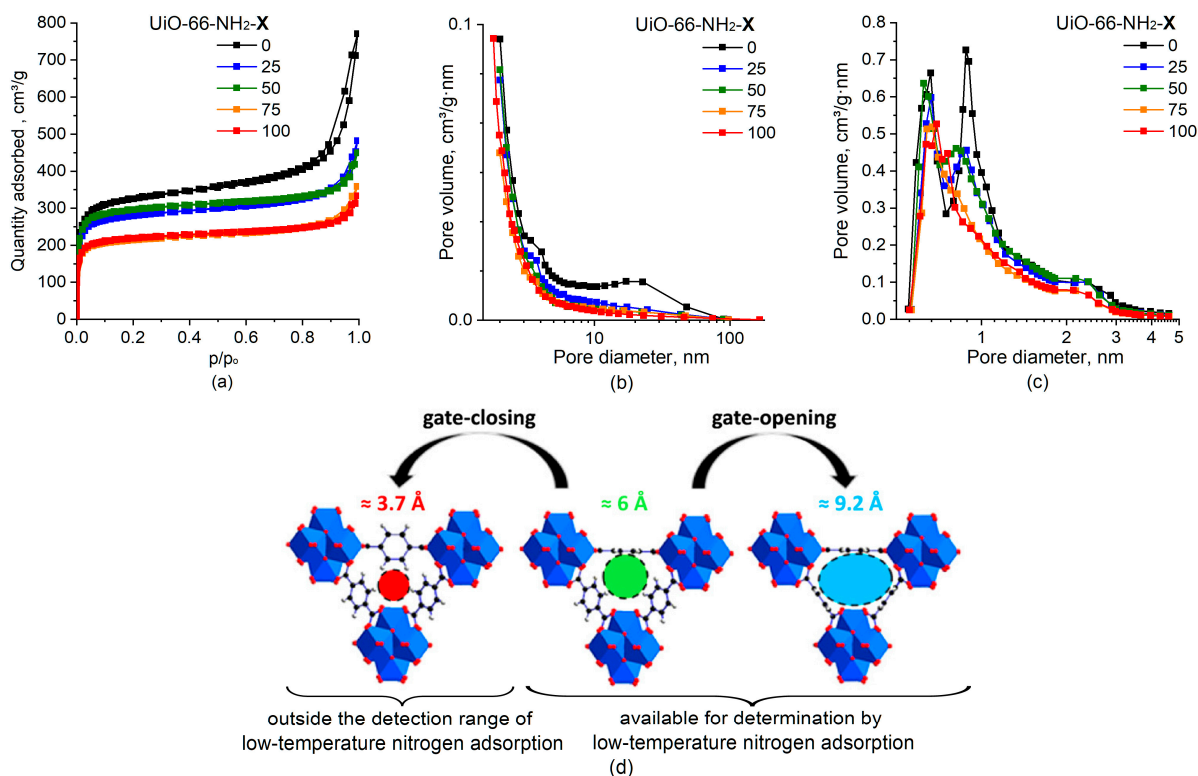 UiO-66-NH₂-X
0
25
50
75
100
800
700
600
500
400
300
200
100
0
Quantity adsorbed , cm³/g
0.0 0.2 0.4 0.6 0.8 1.0
p/pₒ
(a)
UiO-66-NH₂-X
0
25
50
75
100
0.1
0.0
Pore volume, cm³/g·nm
10 100
Pore diameter, nm
(b)
UiO-66-NH₂-X
0
25
50
75
100
0.8
0.7
0.6
0.5
0.4
0.3
0.2
0.1
0.0
Pore volume, cm³/g·nm
1 2 3 4 5
Pore diameter, nm
(c)
gate-closing gate-opening
≈ 3.7 Å ≈ 6 Å ≈ 9.2 Å
outside the detection range of
low-temperature nitrogen adsorption
available for determination by
low-temperature nitrogen adsorption
(d)